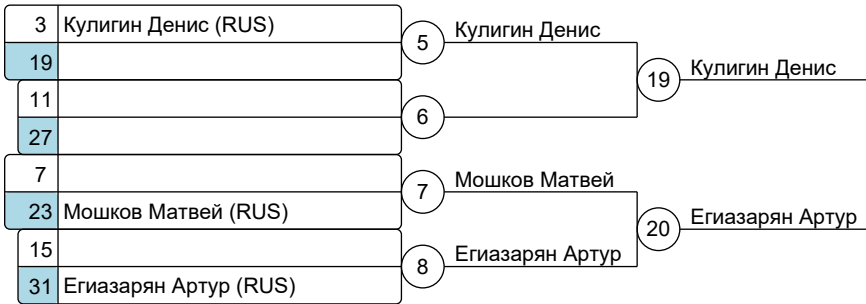 3 Кулигин Денис (RUS)
19
5 Кулигин Денис
11
27
6
19 Кулигин Денис
7
23 Мошков Матвей (RUS)
7 Мошков Матвей
15
31 Егиазарян Артур (RUS)
8 Егиазарян Артур
20 Егиазарян Артур